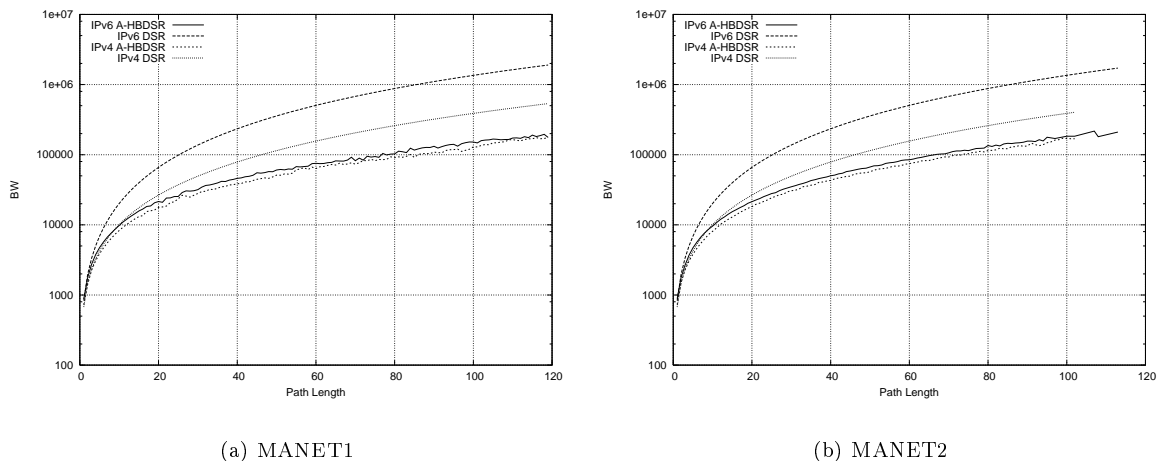 1e+07
1e+06
100000
10000
1000
100
BW
IPv6 A-HBDSR
IPv6 DSR
IPv4 A-HBDSR
IPv4 DSR
0 20 40 60 80 100 120
Path Length
(a) MANET1
1e+07
1e+06
100000
10000
1000
100
BW
IPv6 A-HBDSR
IPv6 DSR
IPv4 A-HBDSR
IPv4 DSR
0 20 40 60 80 100 120
Path Length
(b) MANET2